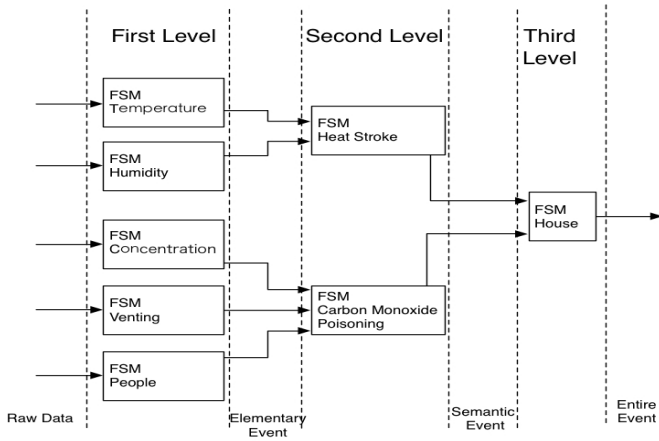 First Level
Second Level
Third
Level
FSM
Temperature
FSM
Humidity
FSM
Concentration
FSM
Venting
FSM
People
FSM
Heat Stroke
FSM
Carbon Monoxide
Poisoning
FSM
House
Raw Data
Elementary
Event
Semantic
Event
Entire
Event